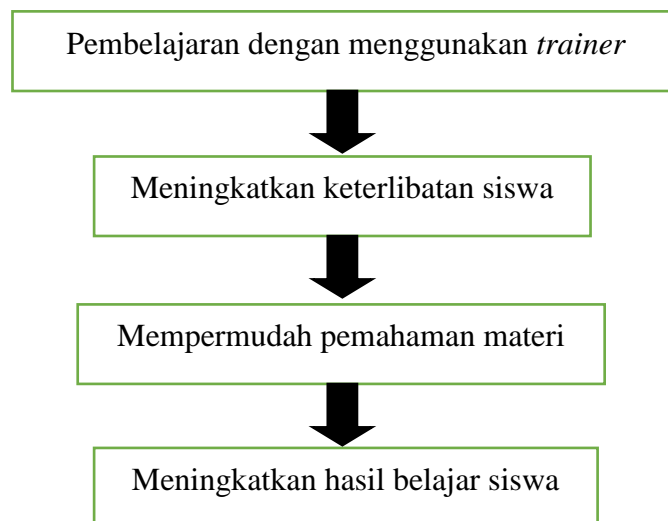 Pembelajaran dengan menggunakan trainer
Meningkatkan keterlibatan siswa
Mempermudah pemahaman materi
Meningkatkan hasil belajar siswa